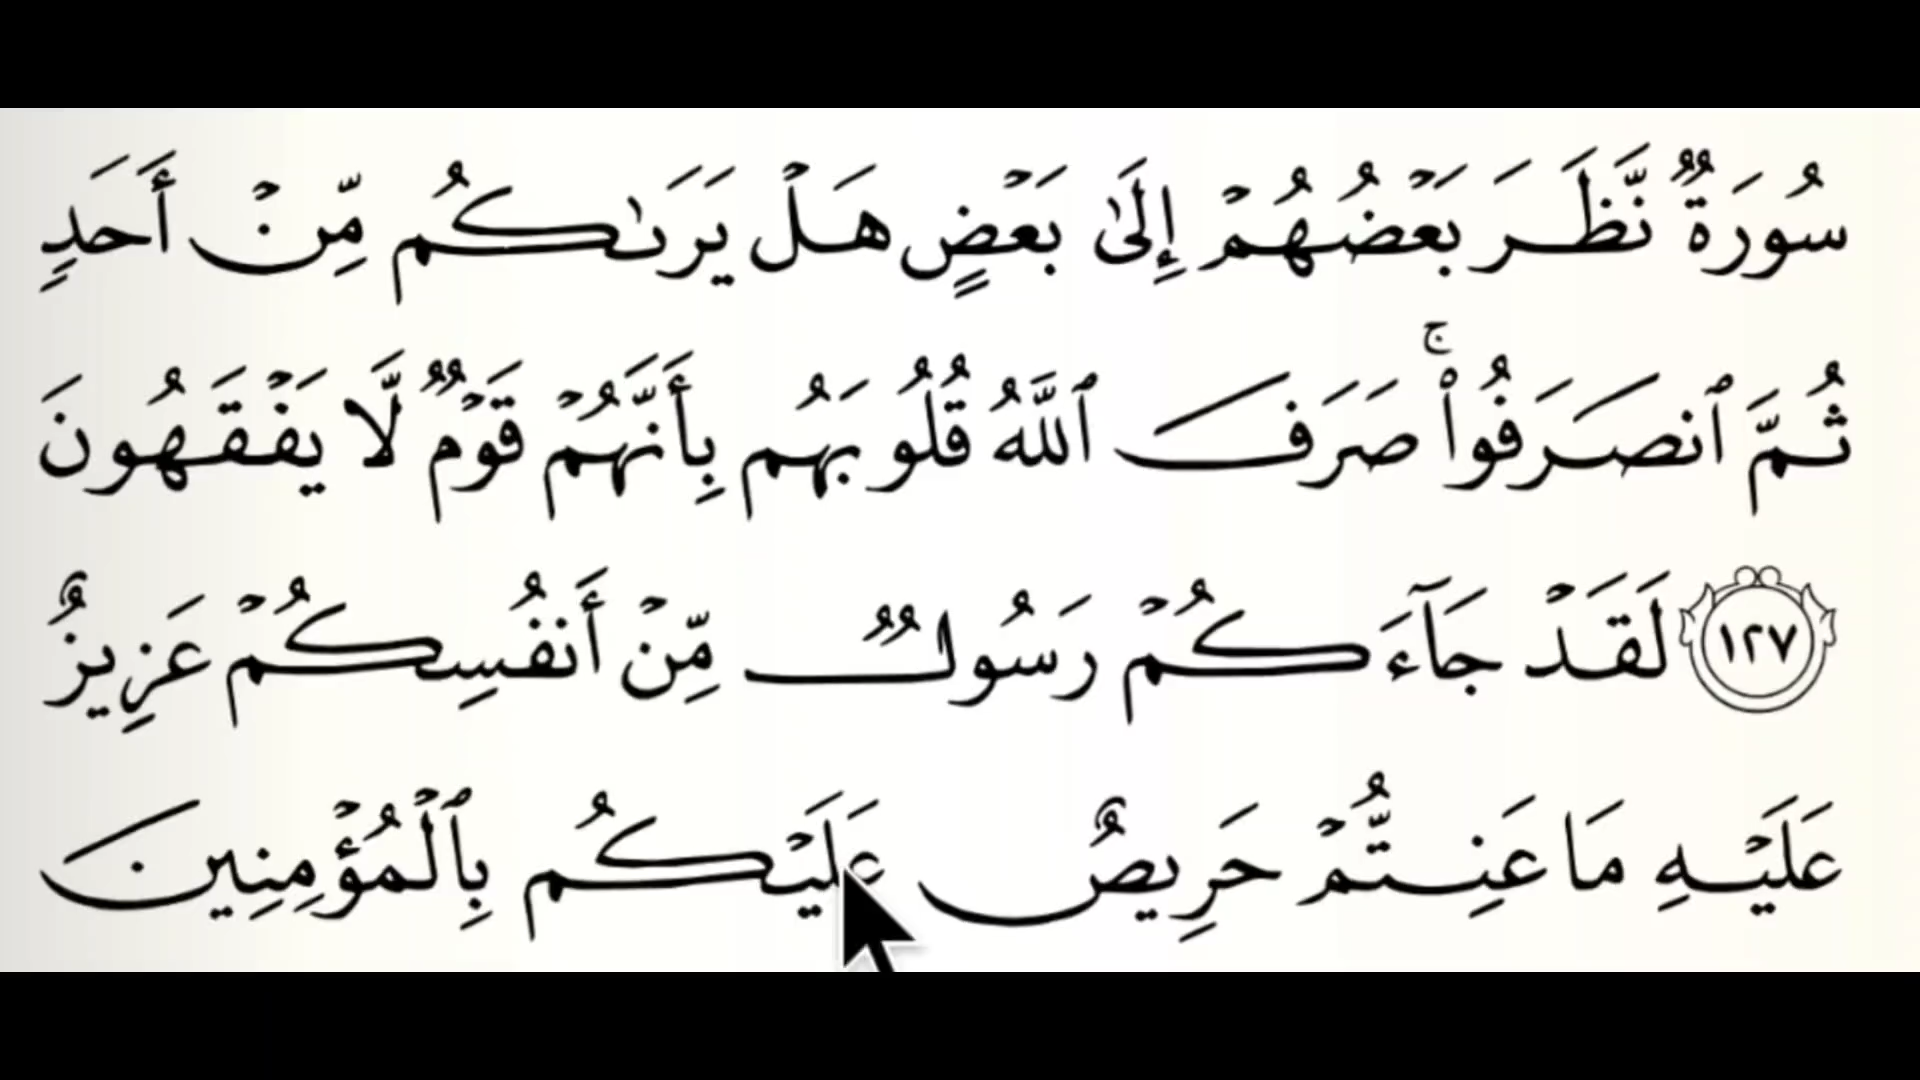 سُورَةٌ نَّظَرَ بَعْضُهُمْ إِلَىٰ بَعْضٍ هَلْ يَرَىٰكُم مِّنْ أَحَدٍ
ثُمَّ ٱنصَرَفُوا۟ ۚ صَرَفَ ٱللَّهُ قُلُوبَهُم بِأَنَّهُمْ قَوْمٌ لَّا يَفْقَهُونَ
١٢٧ لَقَدْ جَآءَكُمْ رَسُولٌ مِّنْ أَنفُسِكُمْ عَزِيزٌ
عَلَيْهِ مَا عَنِتُّمْ حَرِيصٌ عَلَيْكُم بِٱلْمُؤْمِنِينَ